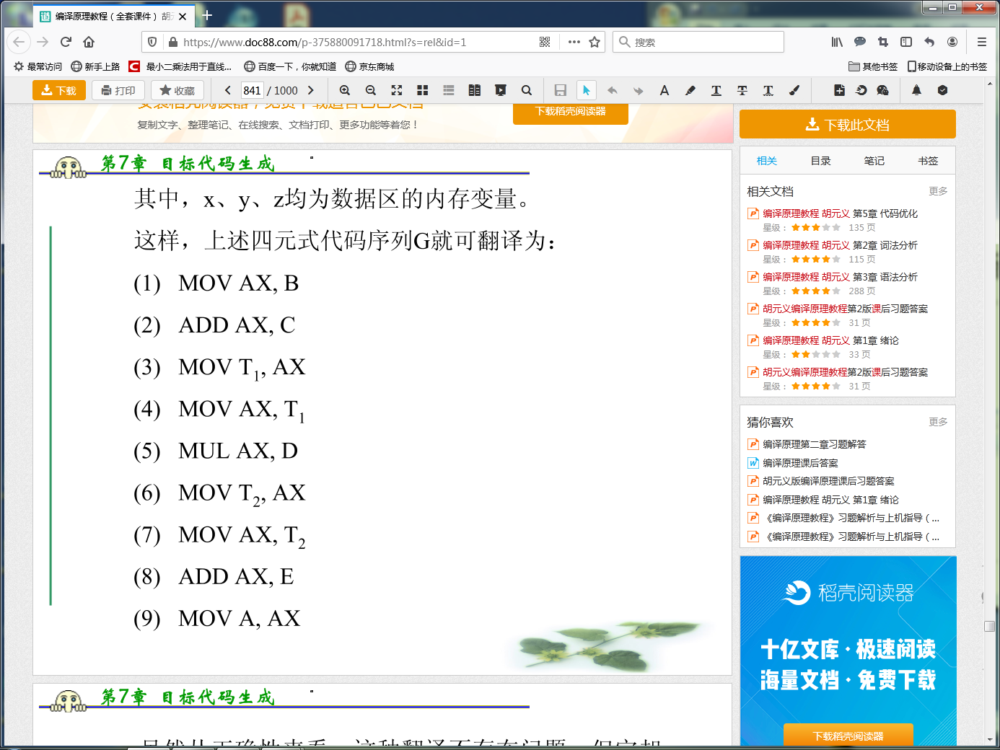 编译原理教程（全套课件）胡
https://www.doc88.com/p-375880091718.html?s=rel&id=1
搜索
最常访问 新手上路 最小二乘法用于直线... 百度一下，你就知道 京东商城 其他书签 移动设备上的书签
下载 打印 收藏 841 / 1000
复制文字、整理笔记、在线搜索、文档打印、更多功能等着您！
下载稻壳阅读器
下载此文档
第7章 目标代码生成
其中，x、y、z均为数据区的内存变量。
这样，上述四元式代码序列G就可翻译为：
(1) MOV AX, B
(2) ADD AX, C
(3) MOV T1, AX
(4) MOV AX, T1
(5) MUL AX, D
(6) MOV T2, AX
(7) MOV AX, T2
(8) ADD AX, E
(9) MOV A, AX
第7章 目标代码生成
相关 目录 笔记 书签
相关文档 更多
编译原理教程 胡元义 第5章 代码优化
星级： 135 页
编译原理教程 胡元义 第2章 词法分析
星级： 115 页
编译原理教程 胡元义 第3章 语法分析
星级： 288 页
胡元义编译原理教程第2版课后习题答案
星级： 31 页
编译原理教程 胡元义 第1章 绪论
星级： 33 页
胡元义编译原理教程第2版课后习题答案
星级： 31 页
猜你喜欢 更多
编译原理第二章习题解答
编译原理课后答案
胡元义版编译原理课后习题答案
编译原理教程 胡元义 第1章 绪论
《编译原理教程》习题解析与上机指导（...
《编译原理教程》习题解析与上机指导（...
稻壳阅读器
十亿文库·极速阅读
海量文档·免费下载
下载稻壳阅读器